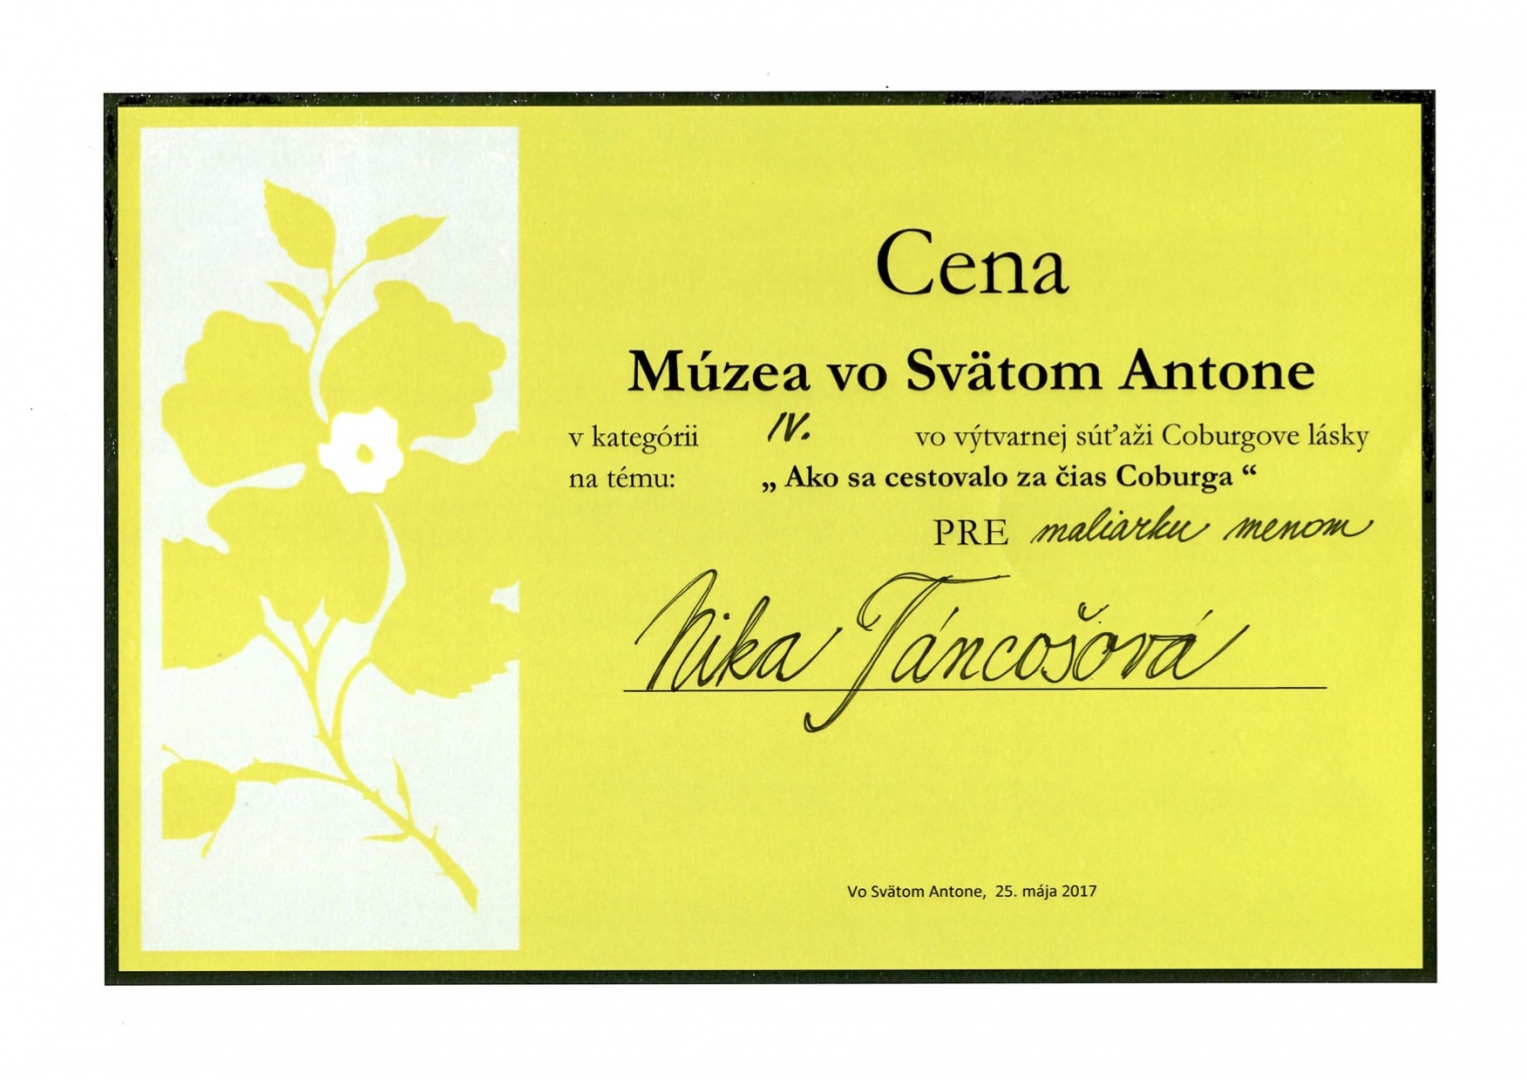 Cena
Múzea vo Svätom Antone
v kategórii IV. vo výtvarnej súťaži Coburgove lásky
na tému: „ Ako sa cestovalo za čias Coburga “
PRE maliarku menom
Nika Táncošová
Vo Svätom Antone, 25. mája 2017